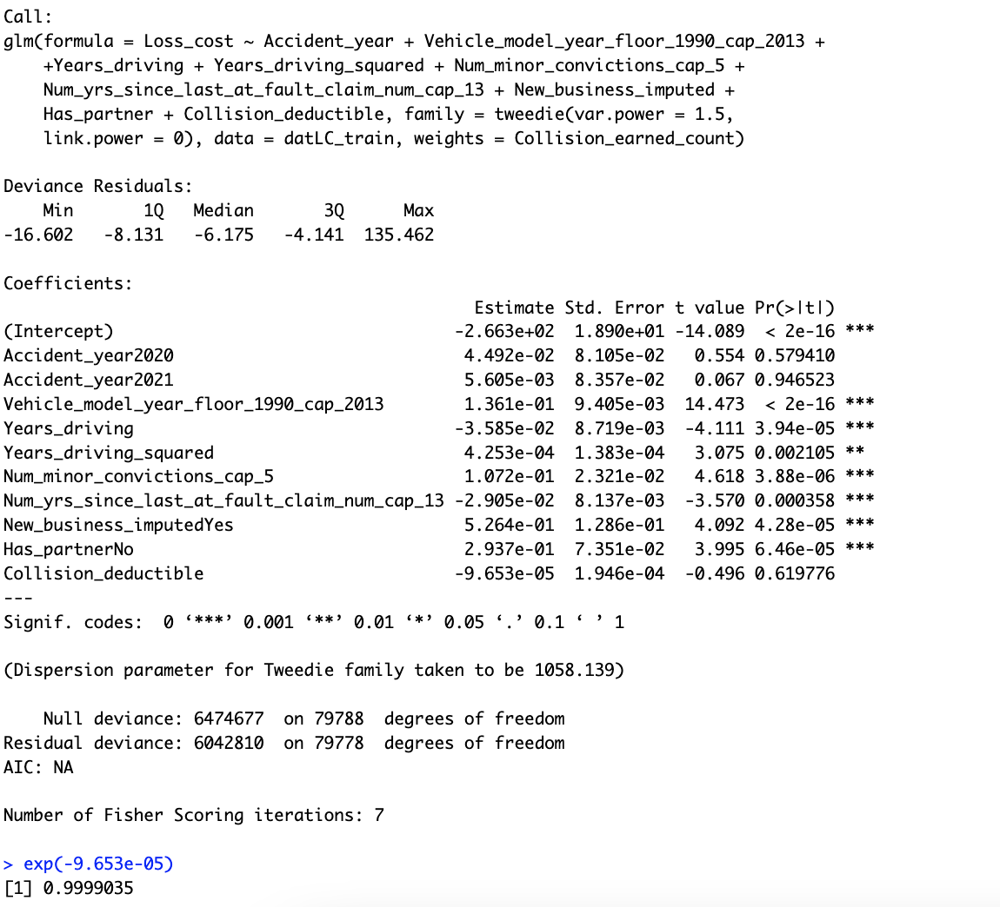 Call:
glm(formula = Loss_cost ~ Accident_year + Vehicle_model_year_floor_1990_cap_2013 +
    +Years_driving + Years_driving_squared + Num_minor_convictions_cap_5 +
    Num_yrs_since_last_at_fault_claim_num_cap_13 + New_business_imputed +
    Has_partner + Collision_deductible, family = tweedie(var.power = 1.5,
    link.power = 0), data = datLC_train, weights = Collision_earned_count)
Deviance Residuals:
    Min      1Q  Median      3Q     Max
-16.602  -8.131  -6.175  -4.141 135.462
Coefficients:
                                               Estimate Std. Error t value Pr(>|t|)
(Intercept)                                  -2.663e+02  1.890e+01 -14.089  < 2e-16 ***
Accident_year2020                             4.492e-02  8.105e-02   0.554 0.579410
Accident_year2021                             5.605e-03  8.357e-02   0.067 0.946523
Vehicle_model_year_floor_1990_cap_2013        1.361e-01  9.405e-03  14.473  < 2e-16 ***
Years_driving                                -3.585e-02  8.719e-03  -4.111 3.94e-05 ***
Years_driving_squared                         4.253e-04  1.383e-04   3.075 0.002105 **
Num_minor_convictions_cap_5                   1.072e-01  2.321e-02   4.618 3.88e-06 ***
Num_yrs_since_last_at_fault_claim_num_cap_13 -2.905e-02  8.137e-03  -3.570 0.000358 ***
New_business_imputedYes                       5.264e-01  1.286e-01   4.092 4.28e-05 ***
Has_partnerNo                                 2.937e-01  7.351e-02   3.995 6.46e-05 ***
Collision_deductible                         -9.653e-05  1.946e-04  -0.496 0.619776
---
Signif. codes:  0 ‘***’ 0.001 ‘**’ 0.01 ‘*’ 0.05 ‘.’ 0.1 ‘ ’ 1
(Dispersion parameter for Tweedie family taken to be 1058.139)
    Null deviance: 6474677  on 79788  degrees of freedom
Residual deviance: 6042810  on 79778  degrees of freedom
AIC: NA
Number of Fisher Scoring iterations: 7
> exp(-9.653e-05)
[1] 0.9999035